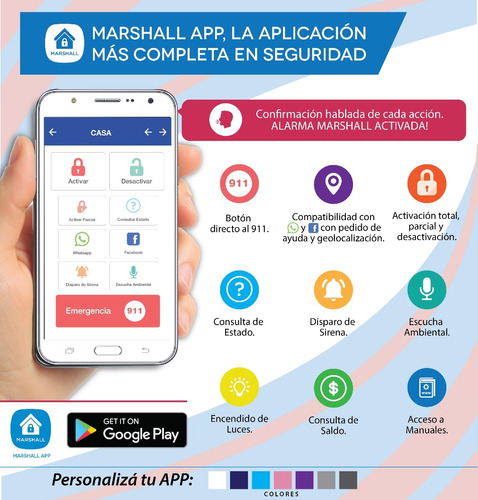 MARSHALL APP, LA APLICACIÓN
MÁS COMPLETA EN SEGURIDAD
MARSHALL
Confirmación hablada de cada acción.
ALARMA MARSHALL ACTIVADA!
CASA
Activar
Desactivar
Activar Parcial
Consulta Estado
Whatsapp
Facebook
Disparo de Sirena
Escucha Ambiental
Emergencia
911
911
Botón
directo al 911.
Compatibilidad con
y f con pedido de
ayuda y geolocalización.
Activación total,
parcial y
desactivación.
?
Consulta de
Estado.
Disparo de
Sirena.
Escucha
Ambiental.
Encendido de
Luces.
$
Consulta de
Saldo.
Acceso a
Manuales.
MARSHALL
MARSHALL APP
GET IT ON
Google Play
Personalizá tu APP:
COLORES